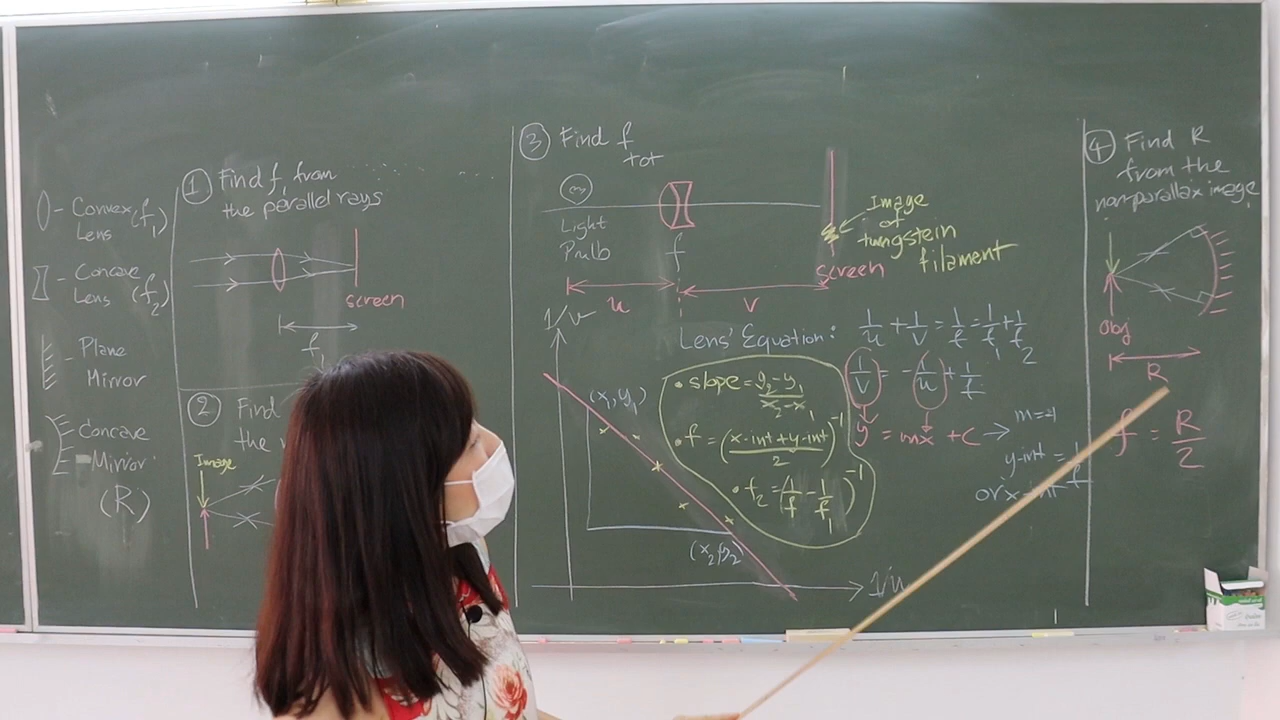 Convex (f1)
Lens
Concave
Lens (f2)
Plane
Mirror
Concave
Mirror
(R)
① Find f1 from
the parallel rays
screen
f1
② Find
the
Image
③ Find f tot
Light
Bulb
f
Image
of
tungstein
filament
screen
u
v
1/v
Lens' Equation: 1/u + 1/v = 1/f = 1/f1 + 1/f2
1/v = -1/u + 1/f
y = mx + c → m=-1
y-int = 1/f
or x-int
(x1, y1)
• slope = y2-y1 / x2-x1
• f = (x-int + y-int / 2)^-1
• f2 = (1/f - 1/f1)^-1
(x2, y2)
1/u
④ Find R
from the
nonparallax image
Obj
R
f = R/2